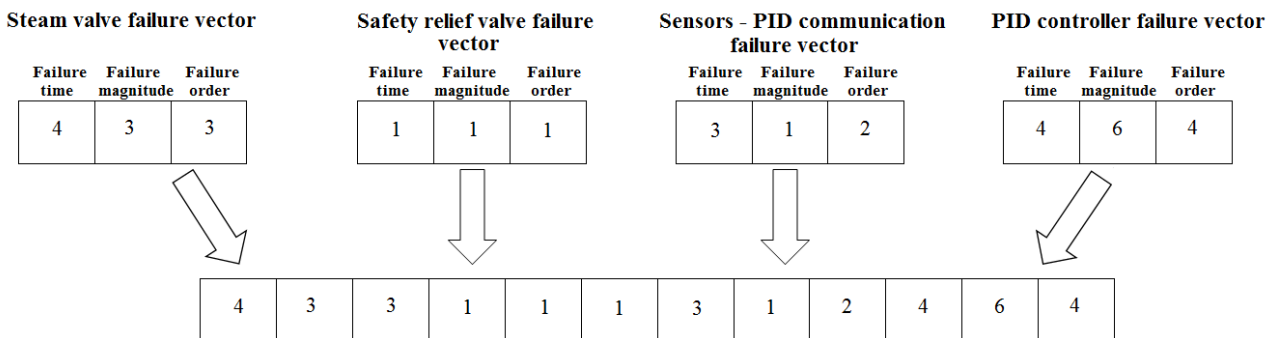 Steam valve failure vector
Safety relief valve failure
vector
Sensors - PID communication
failure vector
PID controller failure vector
Failure time Failure magnitude Failure order
Failure time Failure magnitude Failure order
Failure time Failure magnitude Failure order
Failure time Failure magnitude Failure order
4 3 3
1 1 1
3 1 2
4 6 4
4 3 3 1 1 1 3 1 2 4 6 4